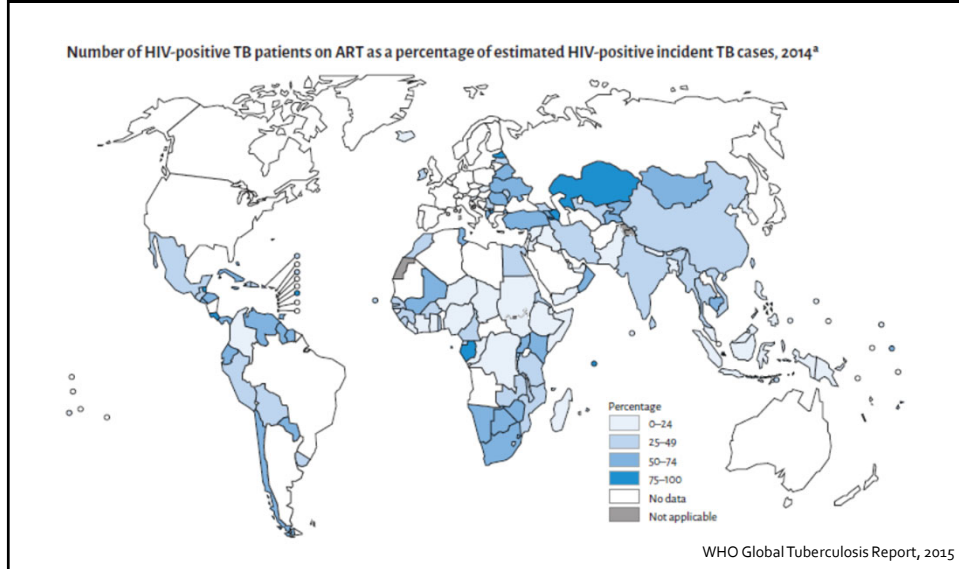 Number of HIV-positive TB patients on ART as a percentage of estimated HIV-positive incident TB cases, 2014ª
Percentage
0–24
25–49
50–74
75–100
No data
Not applicable
WHO Global Tuberculosis Report, 2015